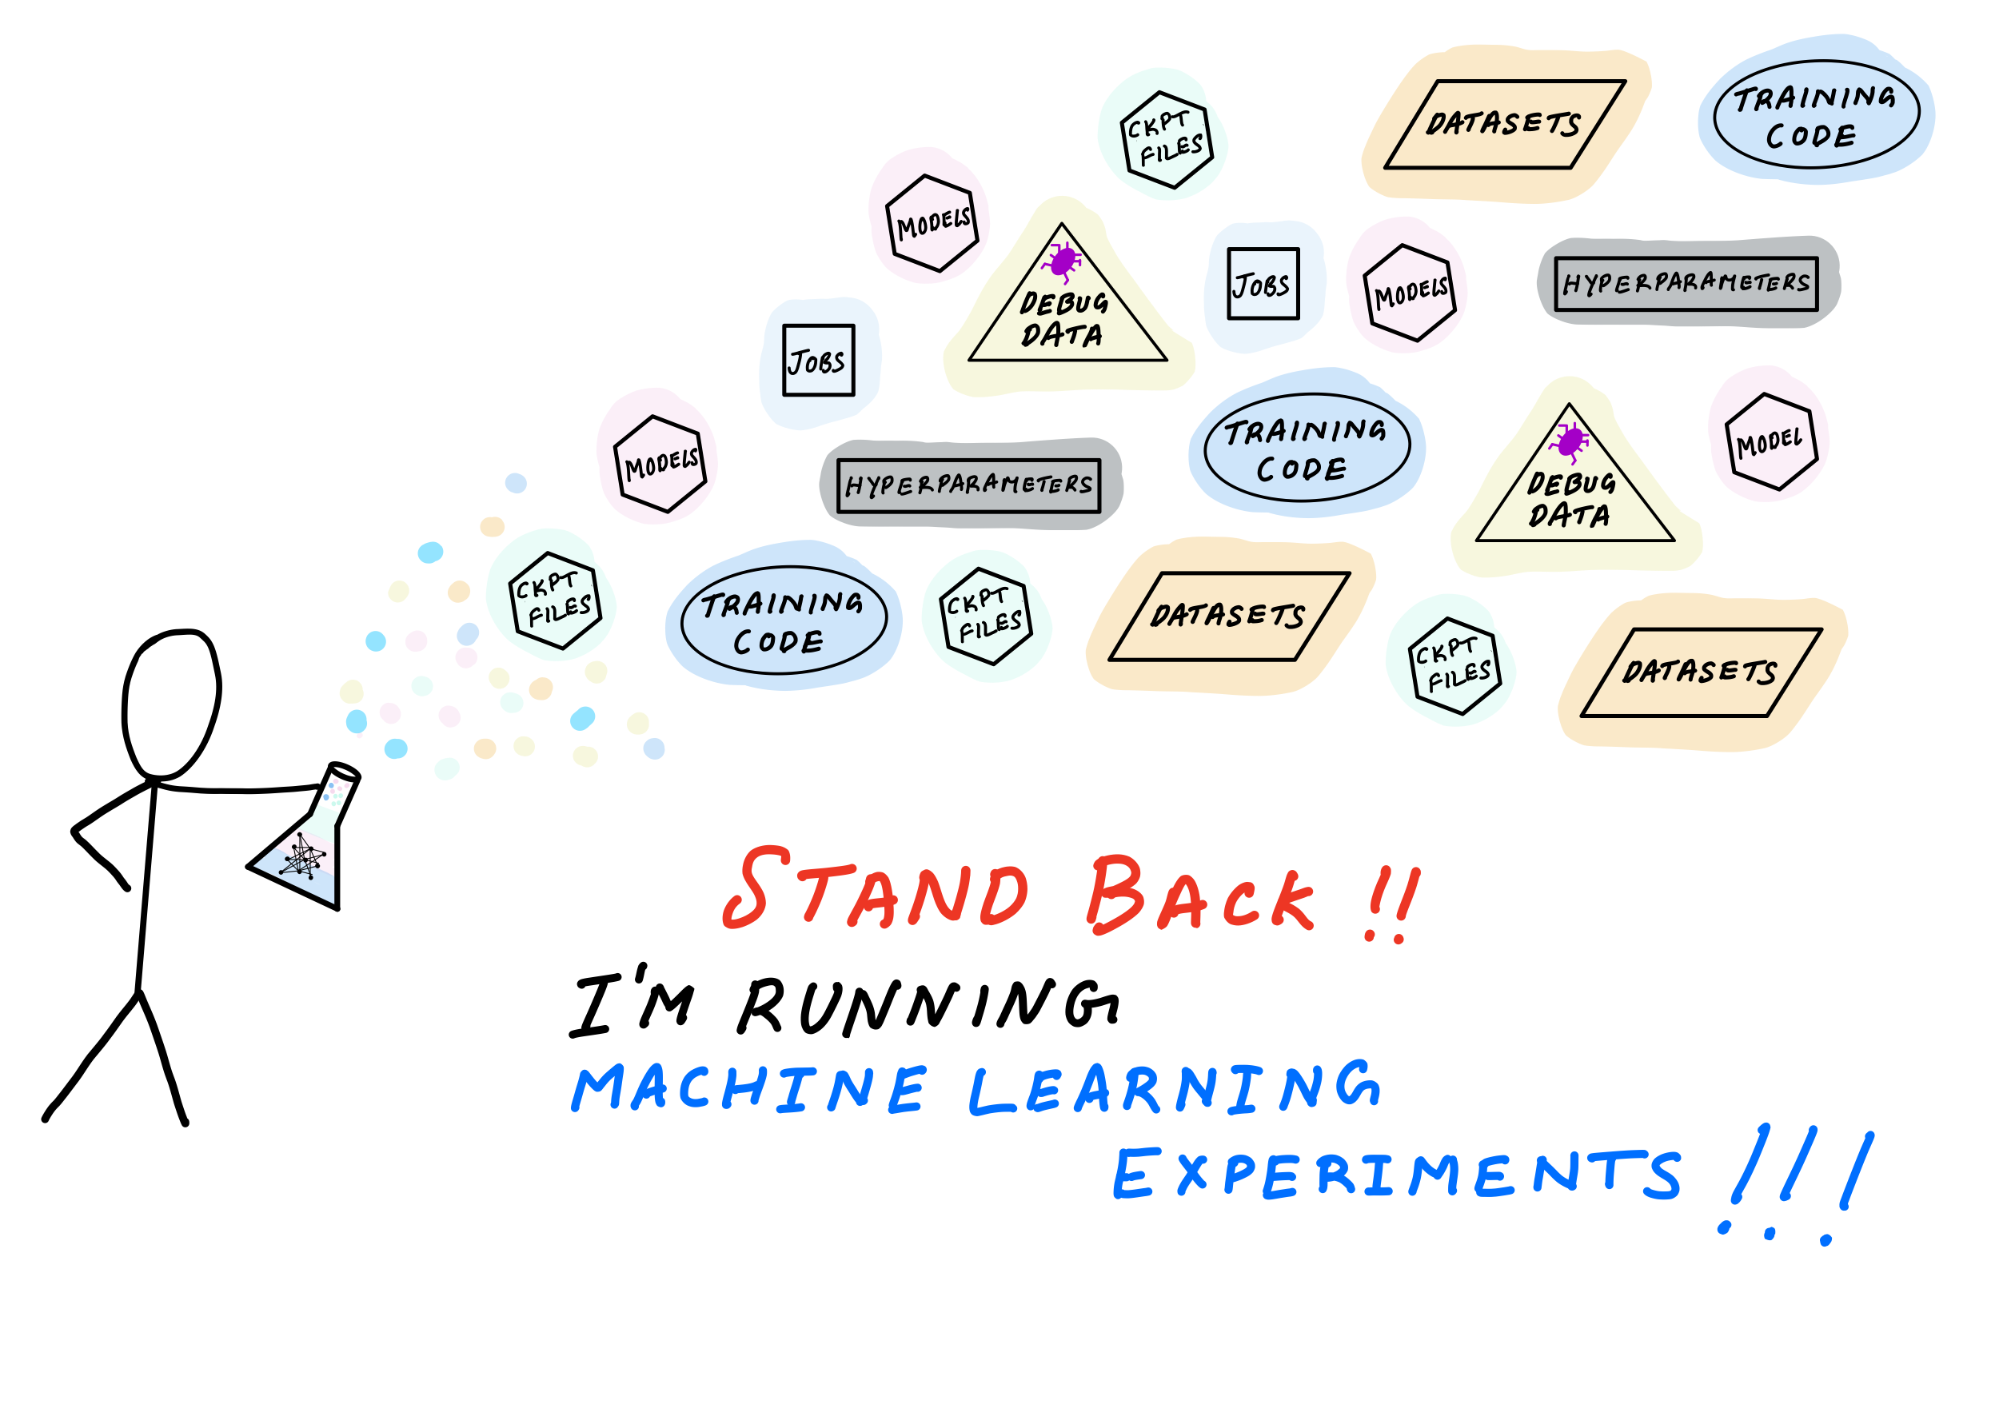 CKPT
FILES
DATASETS
TRAINING
CODE
MODELS
DEBUG
DATA
JOBS
MODELS
HYPERPARAMETERS
JOBS
MODELS
HYPERPARAMETERS
TRAINING
CODE
DEBUG
DATA
MODEL
CKPT
FILES
TRAINING
CODE
CKPT
FILES
DATASETS
CKPT
FILES
DATASETS
STAND BACK !!
I'M RUNNING
MACHINE LEARNING
EXPERIMENTS !!!